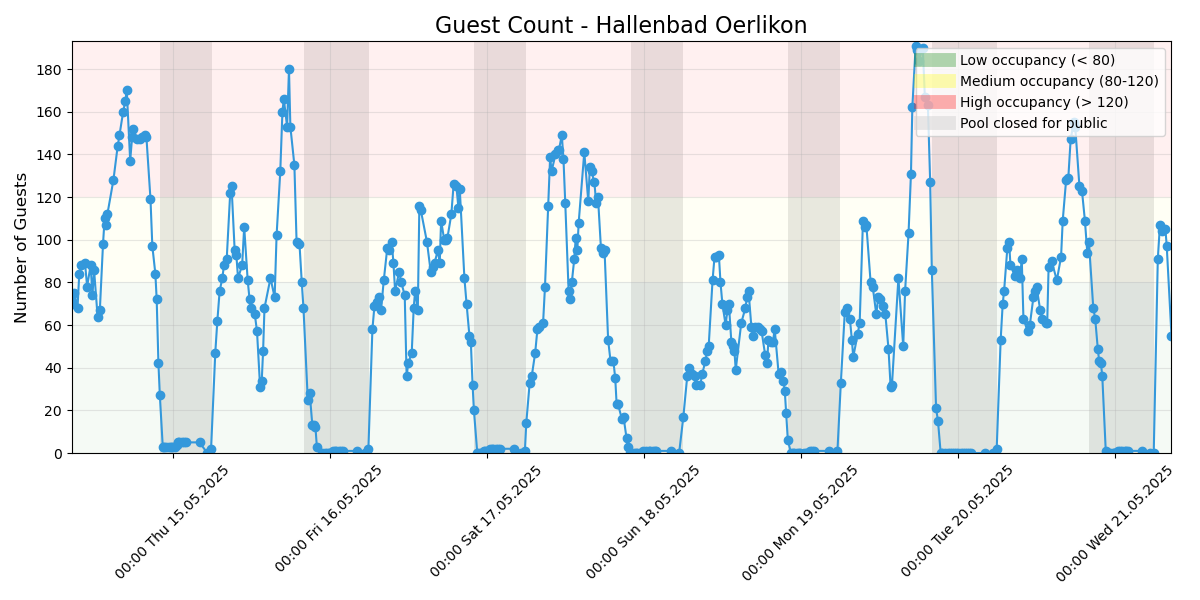 Guest Count - Hallenbad Oerlikon
Number of Guests
180
160
140
120
100
80
60
40
20
0
Low occupancy (< 80)
Medium occupancy (80-120)
High occupancy (> 120)
Pool closed for public
00:00 Thu 15.05.2025
00:00 Fri 16.05.2025
00:00 Sat 17.05.2025
00:00 Sun 18.05.2025
00:00 Mon 19.05.2025
00:00 Tue 20.05.2025
00:00 Wed 21.05.2025